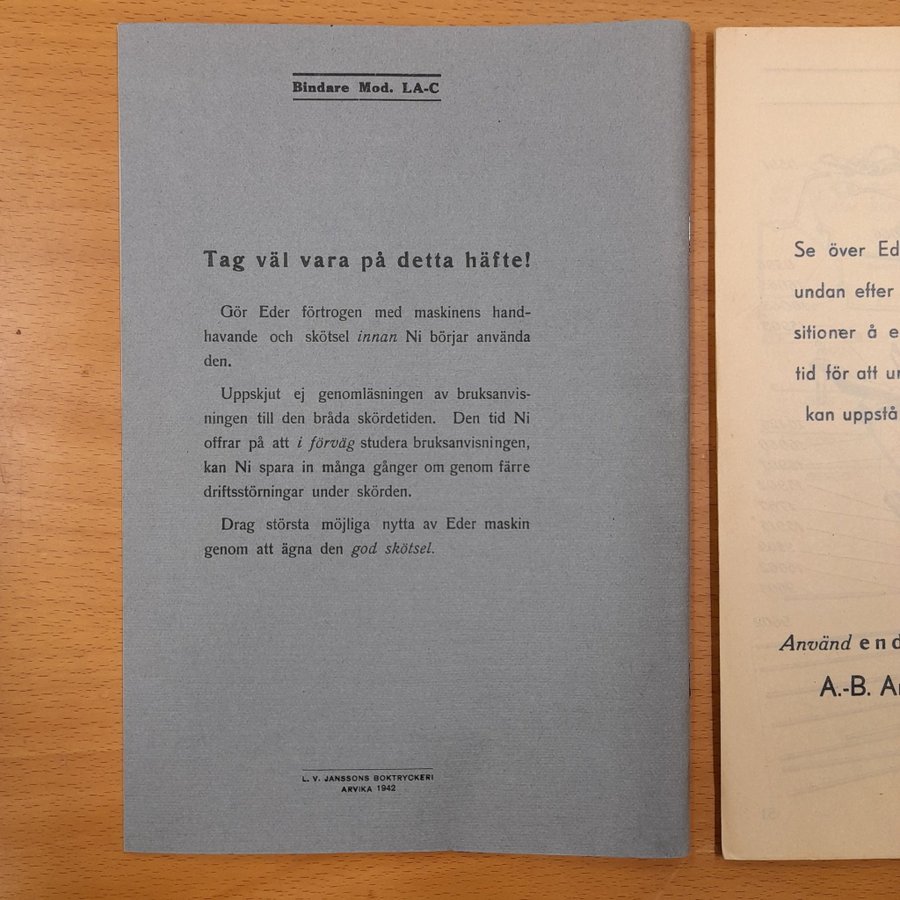 Bindare Mod. LA-C
Tag väl vara på detta häfte!
Gör Eder förtrogen med maskinens hand-
havande och skötsel innan Ni börjar använda
den.
Uppskjut ej genomläsningen av bruksanvis-
ningen till den bråda skördetiden. Den tid Ni
offrar på att i förväg studera bruksanvisningen,
kan Ni spara in många gånger om genom färre
driftsstörningar under skörden.
Drag största möjliga nytta av Eder maskin
genom att ägna den god skötsel.
L. V. JANSSONS BOKTRYCKERI
ARVIKA 1942
Se över Ed
undan efter
sitioner å e
tid för att un
kan uppstå
Använd end
A.-B. Ar